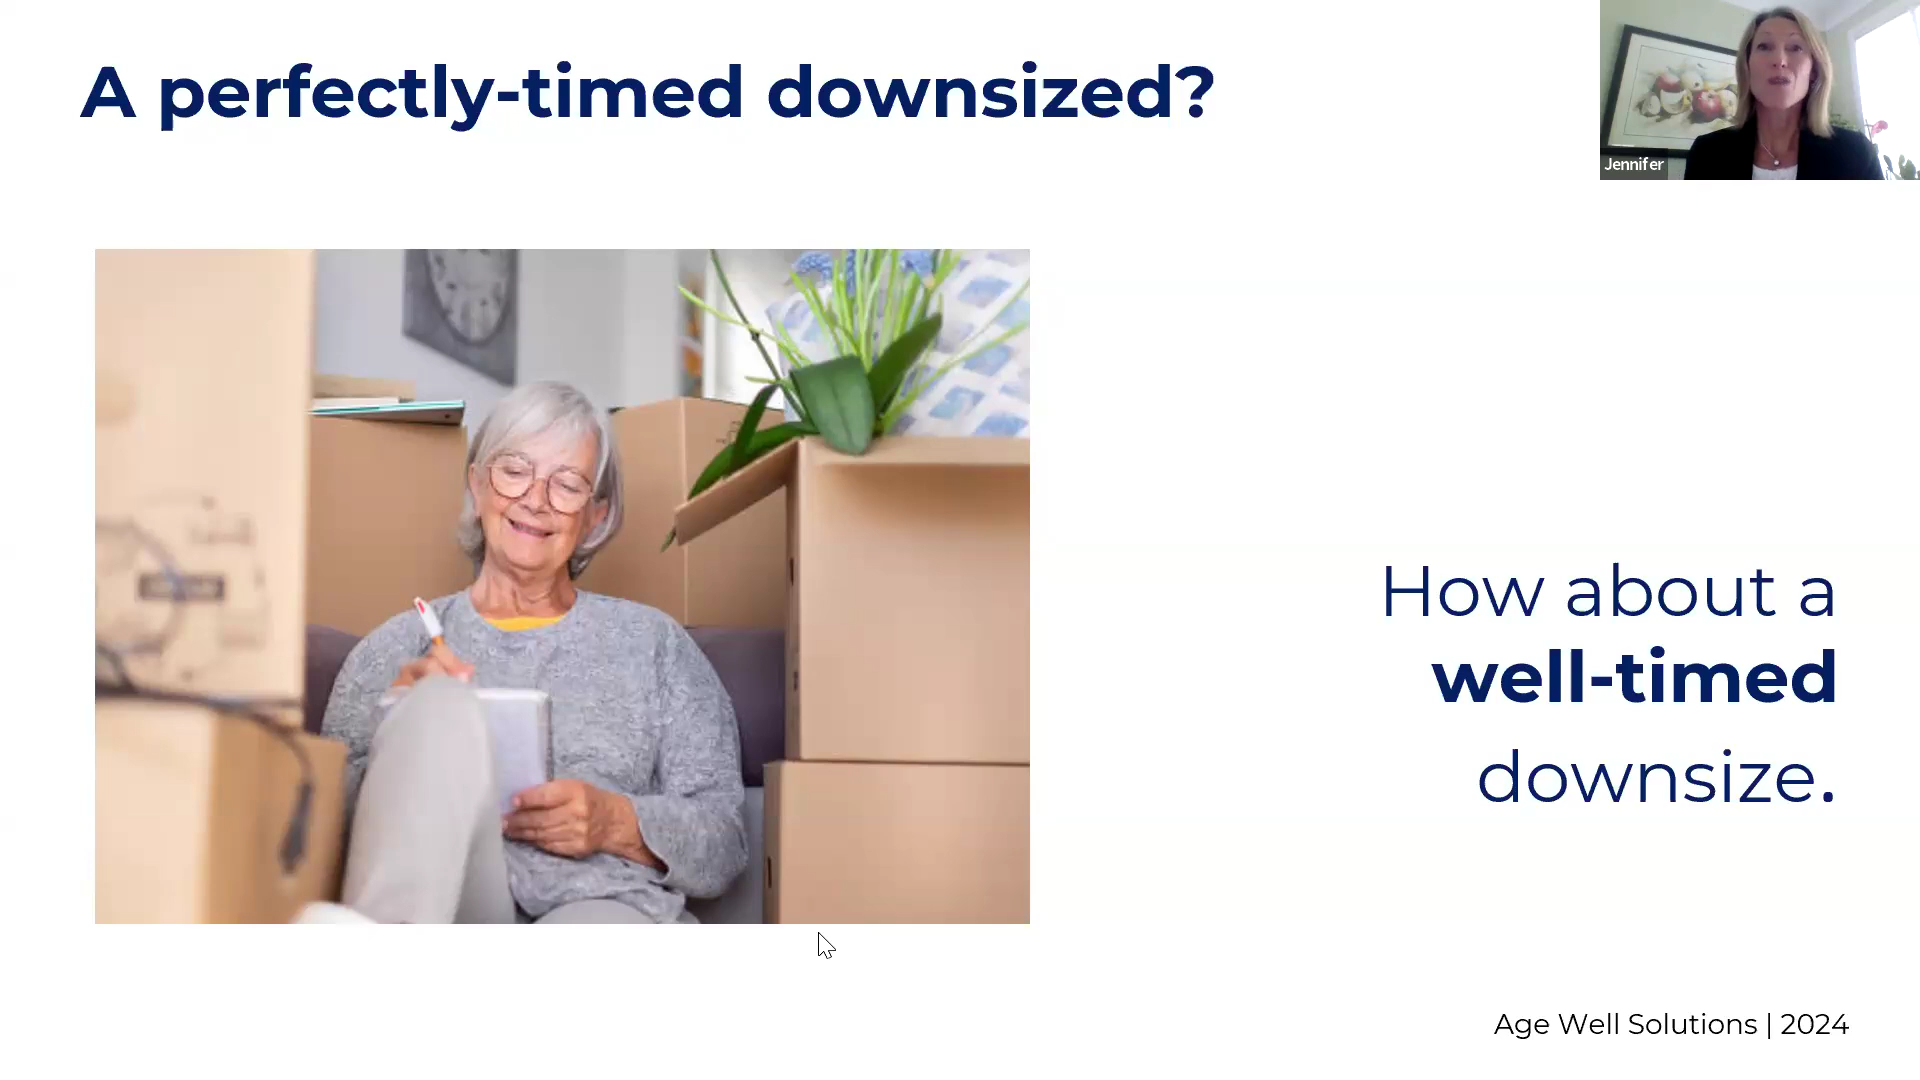 A perfectly-timed downsized?
Jennifer
How about a
well-timed
downsize.
Age Well Solutions | 2024